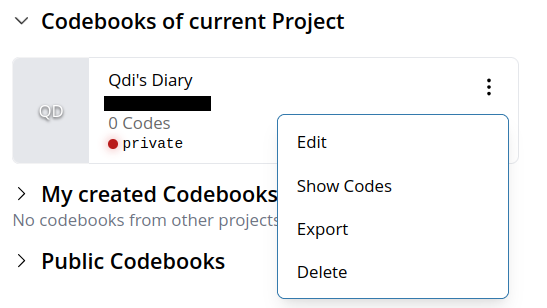 Codebooks of current Project
QD
Qdi's Diary
0 Codes
private
Edit
Show Codes
Export
Delete
My created Codebooks
No codebooks from other projects
Public Codebooks